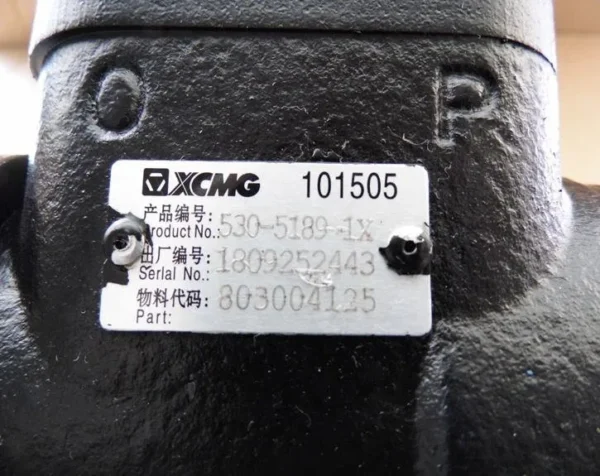 O P
XCMG 101505
产品编号:
Product No.: 530-5189-1X
出厂编号:
Serial No.: 1809252443
物料代码: 803004125
Part: